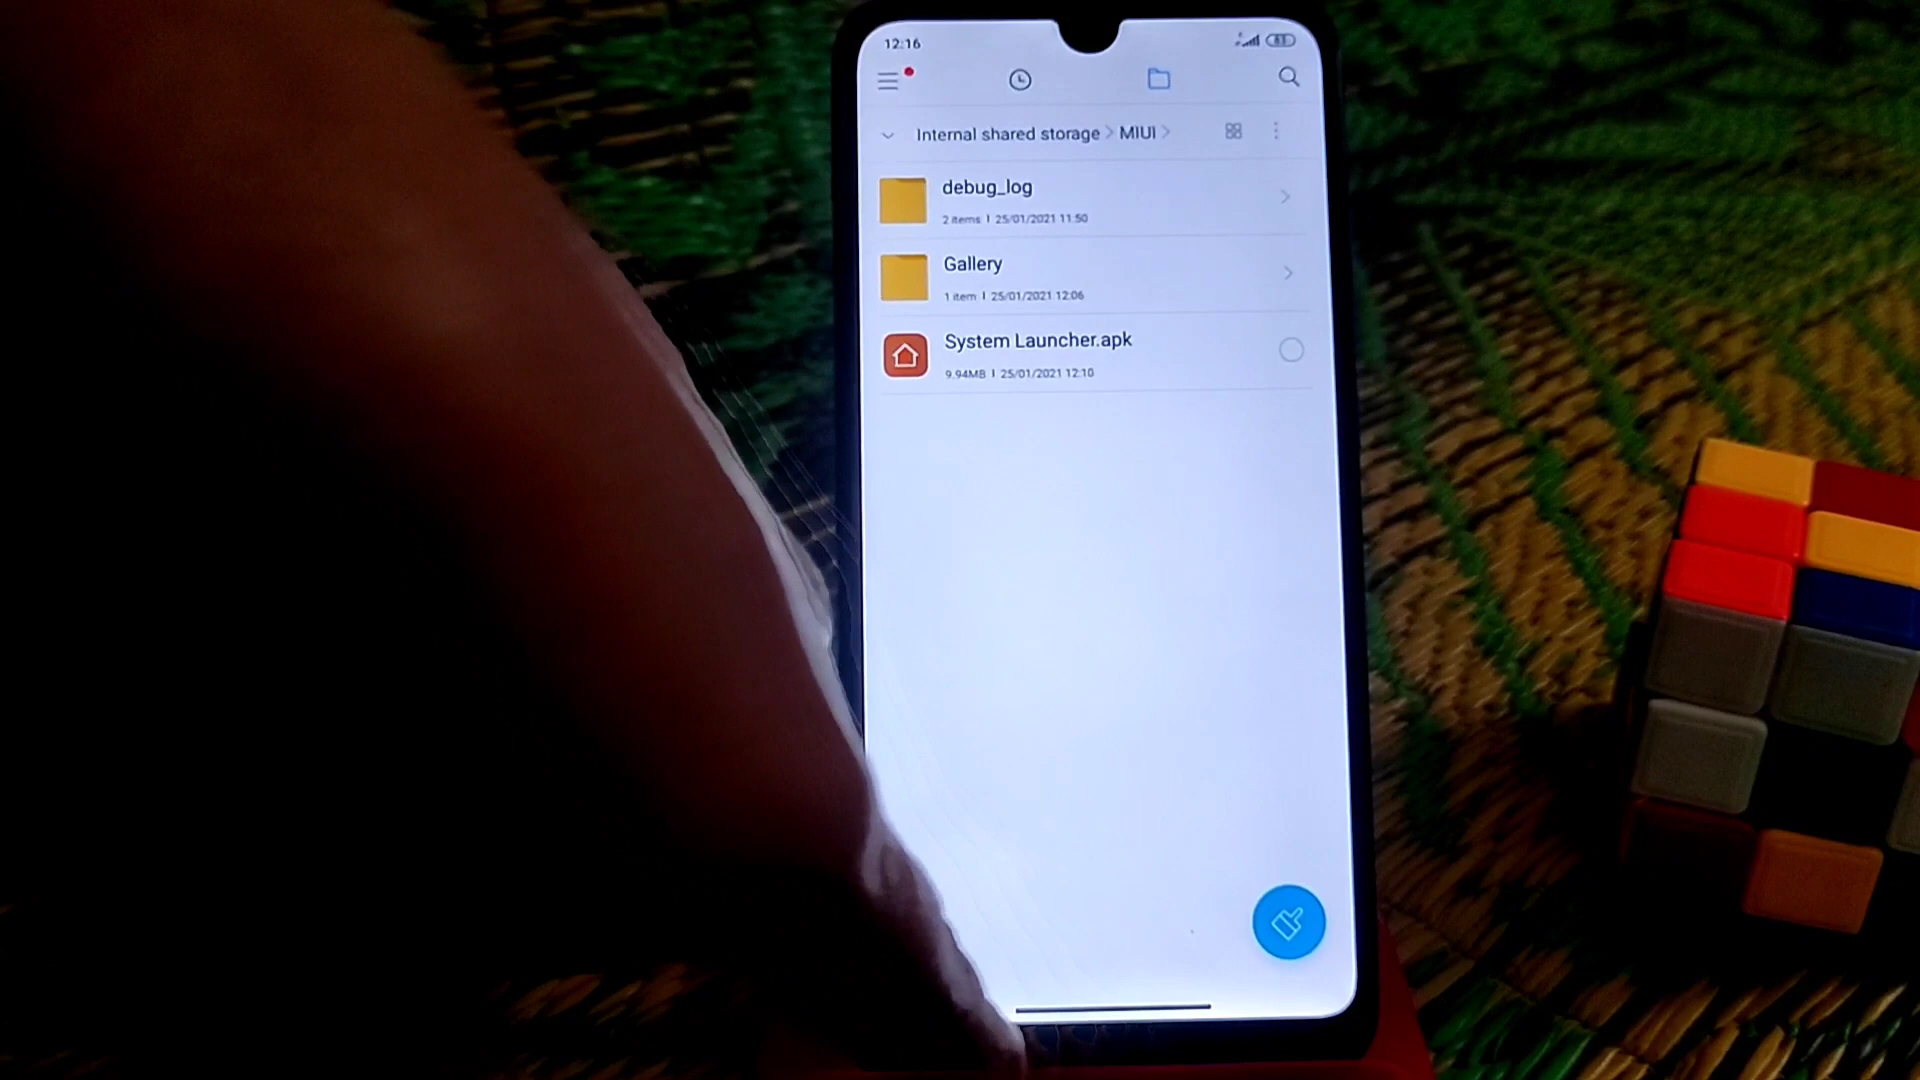 12:16
83
Internal shared storage > MIUI >
debug_log
2 items | 25/01/2021 11:50
Gallery
1 item | 25/01/2021 12:06
System Launcher.apk
9.94MB | 25/01/2021 12:10